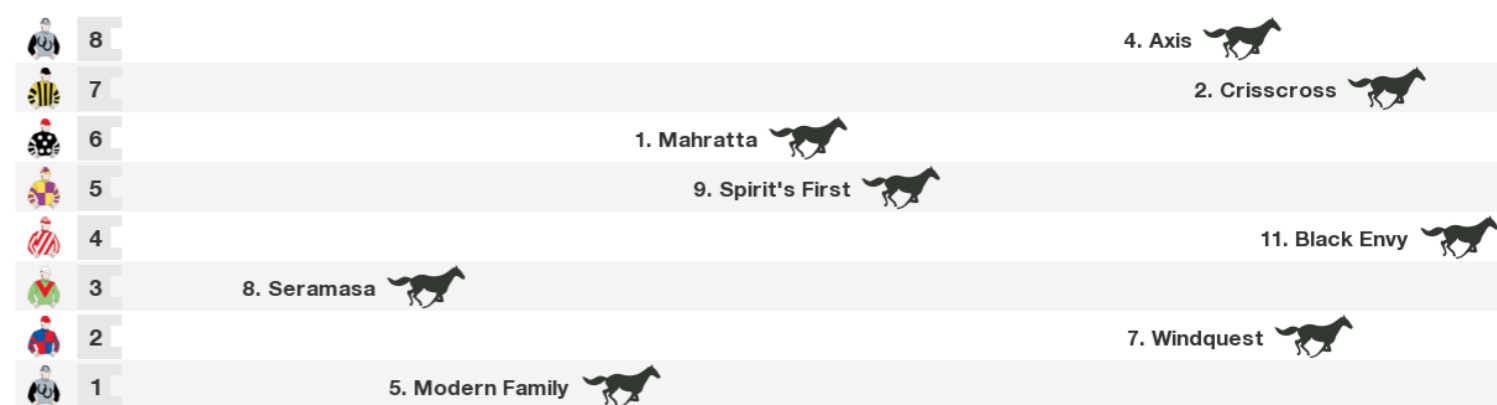 8 4. Axis
7 2. Crisscross
6 1. Mahratta
5 9. Spirit's First
4 11. Black Envy
3 8. Seramasa
2 7. Windquest
1 5. Modern Family